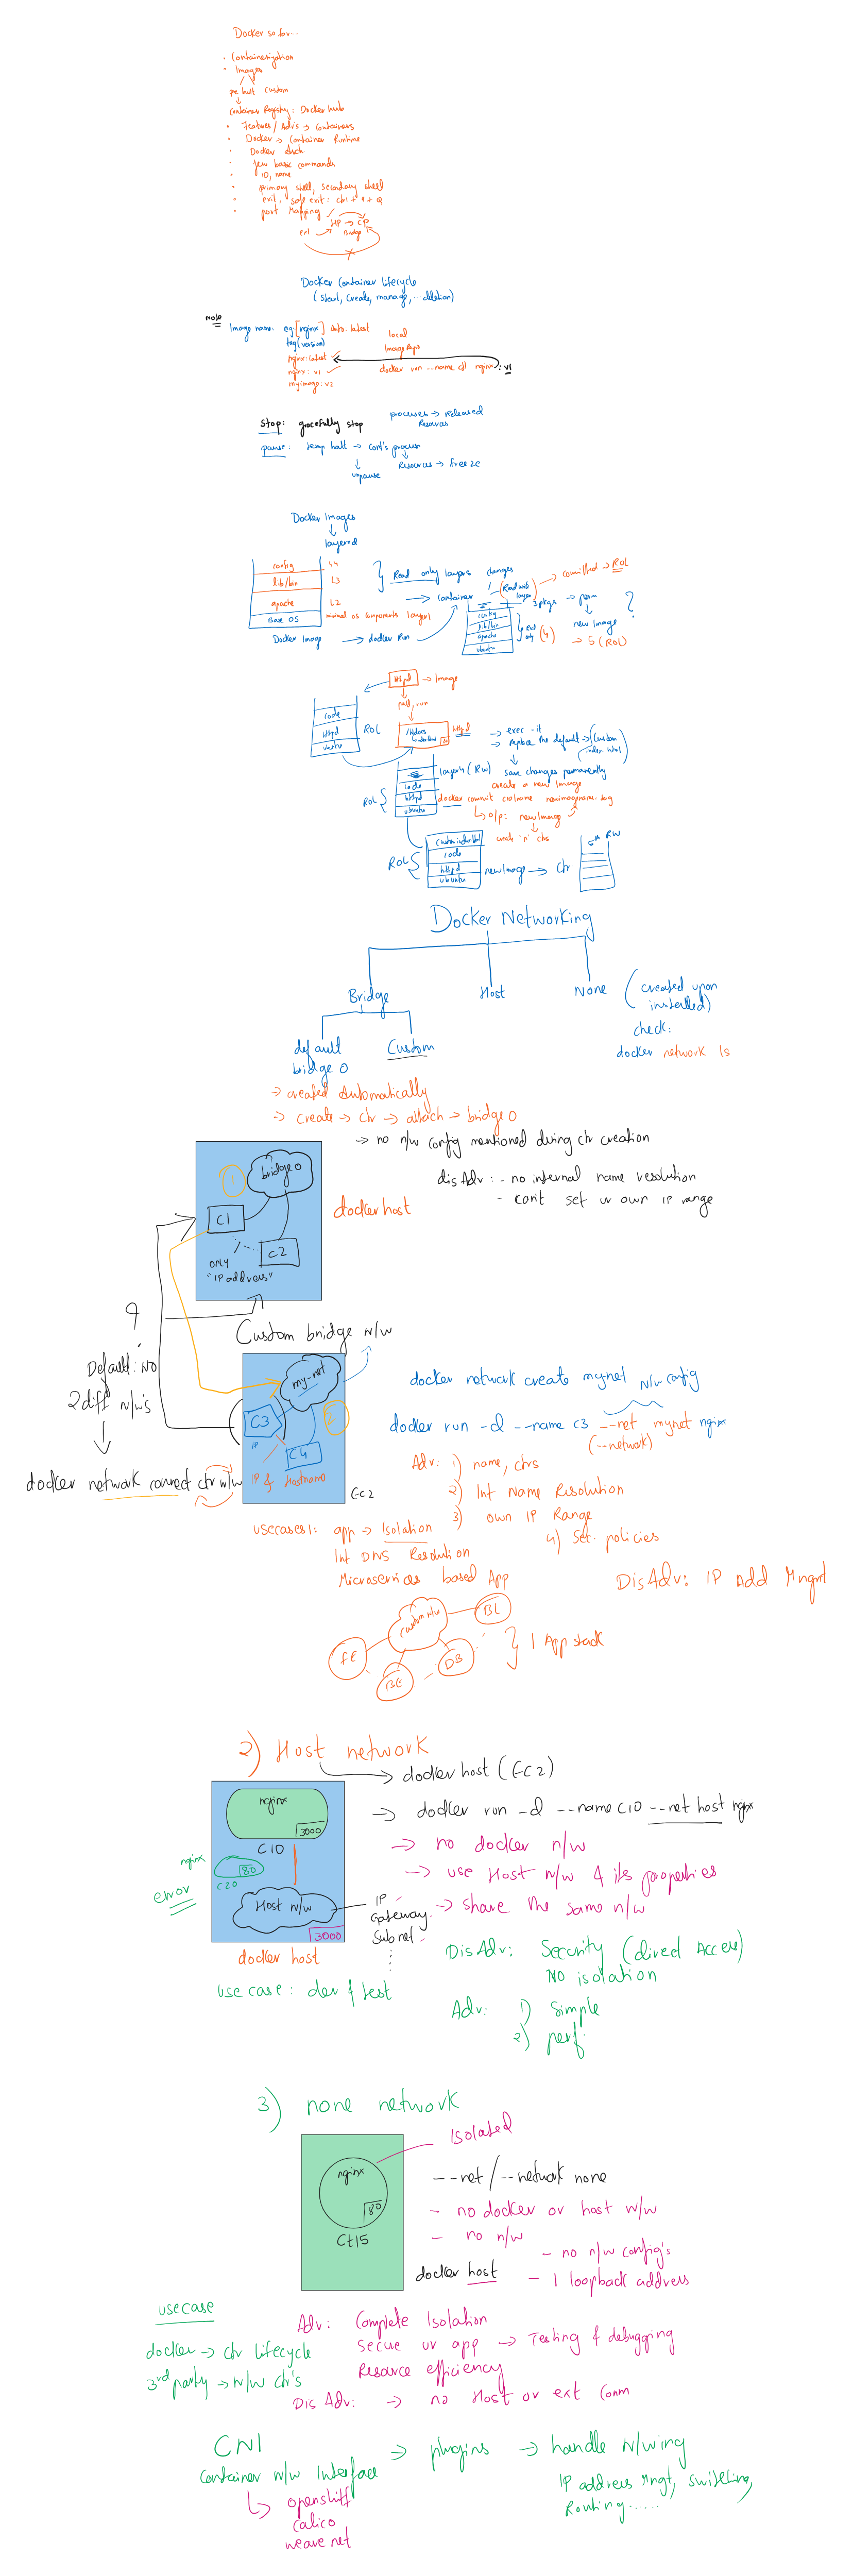 Docker so far...
• Containerization
• Images
pre built custom
Container Registry: Docker hub
• Features / Adv's → Containers
• Docker → Container Runtime
• Docker Arch
• few basic commands
• ID, name
• primary shell, secondary shell
• exit, safe exit: ctrl + P + Q
• port Mapping
HP → CP
Bridge
Docker Container lifecycle
(start, create, manage, ... deletion)
note
Image name: eg [nginx] Auto: latest
tag (version)
nginx: latest
nginx: v1
myimage: v2
local
Image Repo
docker run --name c1 nginx : v1
Stop: gracefully stop
processes → released
Resources
pause: temp halt → cont's process
Resources → freeze
unpause
Docker Images
layered
config L4
lib/bin L3
apache L2
Base OS minimal os components layer1
Read only layers
→ container
changes
(Read write layer)
committed → ROL
3 pkgs → perm
new Image
→ 5 (ROL)
?
config
lib/bin
apache
ubuntu
(4)
Docker Image → docker run
httpd → Image
pull, run
code
httpd
ubuntu
ROL
/htdocs
index.html
httpd
→ exec -it
→ replace the default → (custom
index.html)
layer4 (RW) save changes permanently
create a new Image
docker commit ctrname newimagename:tag
↳ o/p: newImage
code
httpd
ubuntu
ROL
custom index.html
code
httpd
ubuntu
ROL
newImage → Ctr
RW
Docker Networking
Bridge
Host
None
(created upon
installed)
check:
docker network ls
default
bridge 0
Custom
→ created Automatically
→ create → ctr → attach → bridge 0
→ no n/w config mentioned during ctr creation
disAdv: - no internal name resolution
- can't set ur own IP range
1
bridge 0
C1
C2
only
"IP address"
docker host
?
Default: NO
2 diff N/w's
docker network connect ctr n/w
Custom bridge n/w
my-net
C3
IP
C4
IP & Hostname
EC2
docker network create mynet
N/w config
docker run -d --name c3 --net mynet nginx
(--network)
Adv: 1) name, ctrs
2) Int Name Resolution
3) own IP Range
4) Sec. policies
usecases1: app → Isolation
Int DNS Resolution
Microservices based App
DisAdv: IP Add Mngmt
custom n/w
BL
FE
BE
DB
1 App stack
2) Host network
docker host (EC2)
nginx
3000
C10
nginx
80
C20
error
Host n/w
3000
docker host
IP
Gateway
Subnet
→ docker run -d --name C10 --net host nginx
→ no docker n/w
→ use Host n/w & its properties
→ share the same n/w
DisAdv: Security (direct Access)
No isolation
use case: dev & test
Adv: 1) Simple
2) perf.
3) none network
Isolated
nginx
80
Ct15
docker host
--net / --network none
- no docker or host n/w
- no n/w
- no n/w config's
- 1 loopback address
usecase
docker → ctr lifecycle
3rd party → n/w ctr's
Adv: Complete Isolation
Secure ur app → Testing & debugging
Resource efficiency
DisAdv: → no Host or ext Comm
CNI
Container n/w Interface
→ plugins → handle N/wing
IP address Mngt, switching,
Routing.....
↳ openshift
calico
weave net